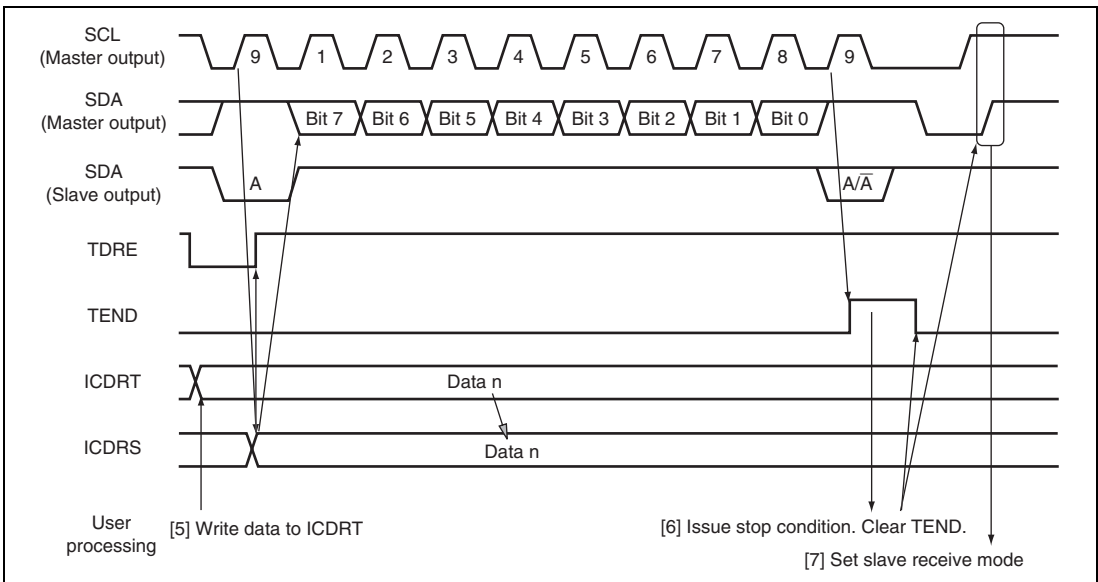 SCL
(Master output)
9 1 2 3 4 5 6 7 8 9
SDA
(Master output)
Bit 7 Bit 6 Bit 5 Bit 4 Bit 3 Bit 2 Bit 1 Bit 0
SDA
(Slave output)
A A/A̅
TDRE
TEND
ICDRT
Data n
ICDRS
Data n
User
processing
[5] Write data to ICDRT
[6] Issue stop condition. Clear TEND.
[7] Set slave receive mode